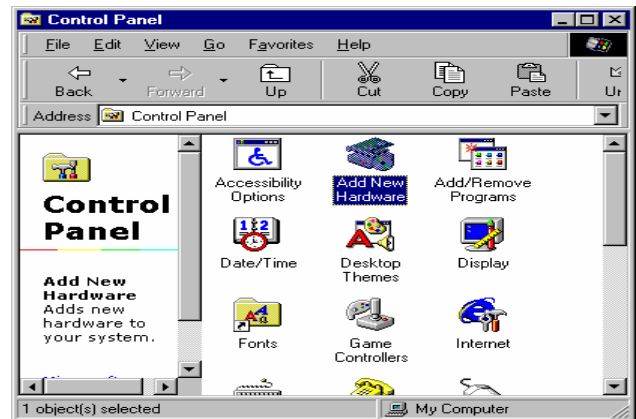 Control Panel
File Edit View Go Favorites Help
Back Forward Up Cut Copy Paste
Address Control Panel
Control
Panel
Add New
Hardware
Adds new
hardware to
your system.
Accessibility
Options
Add New
Hardware
Add/Remove
Programs
Date/Time
Desktop
Themes
Display
Fonts
Game
Controllers
Internet
1 object(s) selected
My Computer